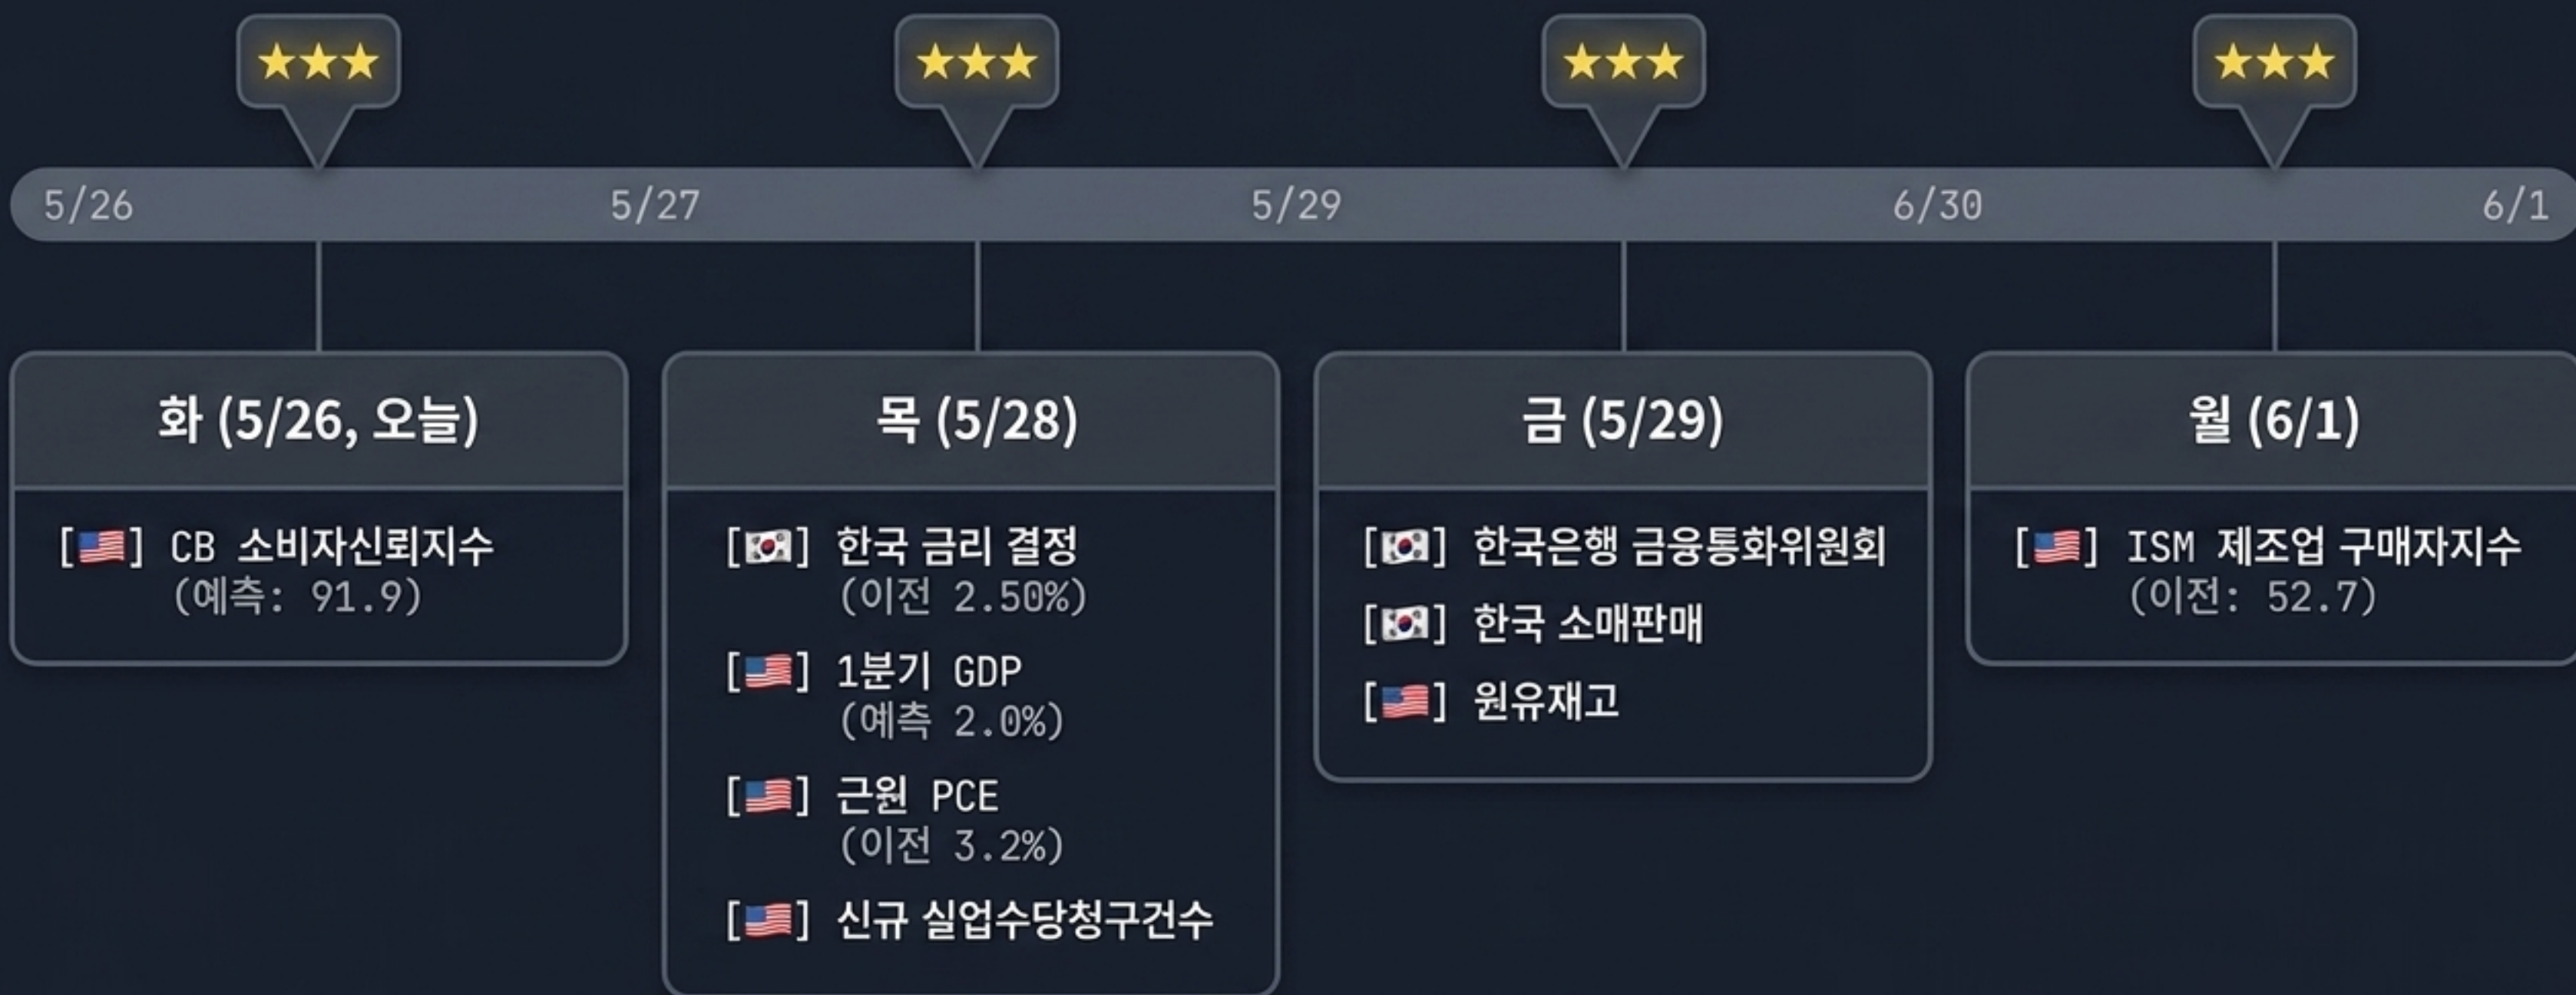 ★★★
★★★
★★★
★★★
5/26
5/27
5/29
6/30
6/1
화 (5/26, 오늘)
[🇺🇸] CB 소비자신뢰지수
(예측: 91.9)
목 (5/28)
[🇰🇷] 한국 금리 결정
(이전 2.50%)
[🇺🇸] 1분기 GDP
(예측 2.0%)
[🇺🇸] 근원 PCE
(이전 3.2%)
[🇺🇸] 신규 실업수당청구건수
금 (5/29)
[🇰🇷] 한국은행 금융통화위원회
[🇰🇷] 한국 소매판매
[🇺🇸] 원유재고
월 (6/1)
[🇺🇸] ISM 제조업 구매자지수
(이전: 52.7)